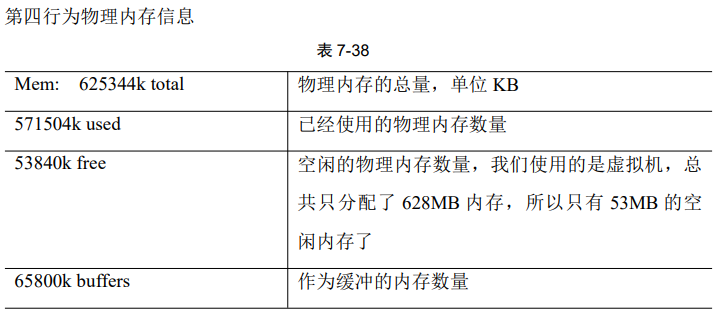 第四行为物理内存信息
表 7-38
Mem: 625344k total 物理内存的总量，单位 KB
571504k used 已经使用的物理内存数量
53840k free 空闲的物理内存数量，我们使用的是虚拟机，总
共只分配了 628MB 内存，所以只有 53MB 的空
闲内存了
65800k buffers 作为缓冲的内存数量